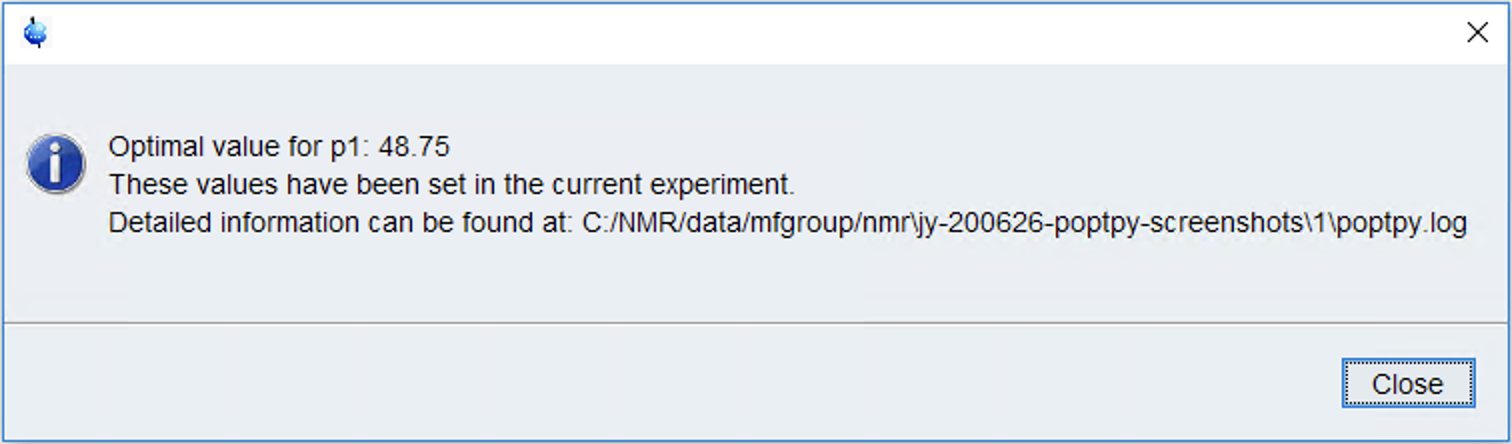 Optimal value for p1: 48.75
These values have been set in the current experiment.
Detailed information can be found at: C:/NMR/data/mfgroup/nmr\jy-200626-poptpy-screenshots\1\poptpy.log
Close